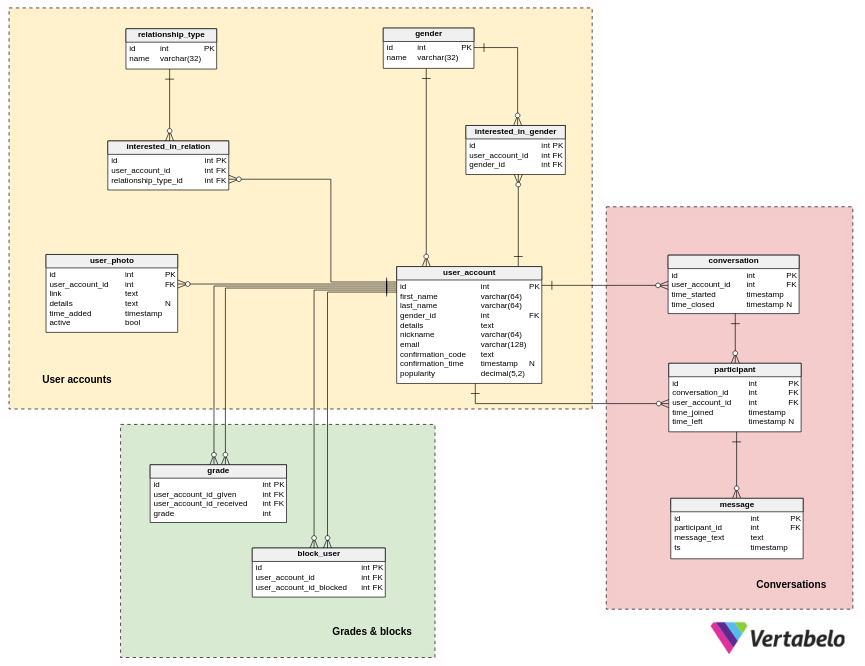 relationship_type
id int PK
name varchar(32)
gender
id int PK
name varchar(32)
interested_in_gender
id int PK
user_account_id int FK
gender_id int FK
interested_in_relation
id int PK
user_account_id int FK
relationship_type_id int FK
user_photo
id int PK
user_account_id int FK
link text
details text N
time_added timestamp
active bool
user_account
id int PK
first_name varchar(64)
last_name varchar(64)
gender_id int FK
details text
nickname varchar(64)
email varchar(128)
confirmation_code text
confirmation_time timestamp N
popularity decimal(5,2)
User accounts
conversation
id int PK
user_account_id int FK
time_started timestamp
time_closed timestamp N
participant
id int PK
conversation_id int FK
user_account_id int FK
time_joined timestamp
time_left timestamp N
message
id int PK
participant_id int FK
message_text text
ts timestamp
Conversations
grade
id int PK
user_account_id_given int FK
user_account_id_received int FK
grade int
block_user
id int PK
user_account_id int FK
user_account_id_blocked int FK
Grades & blocks
Vertabelo